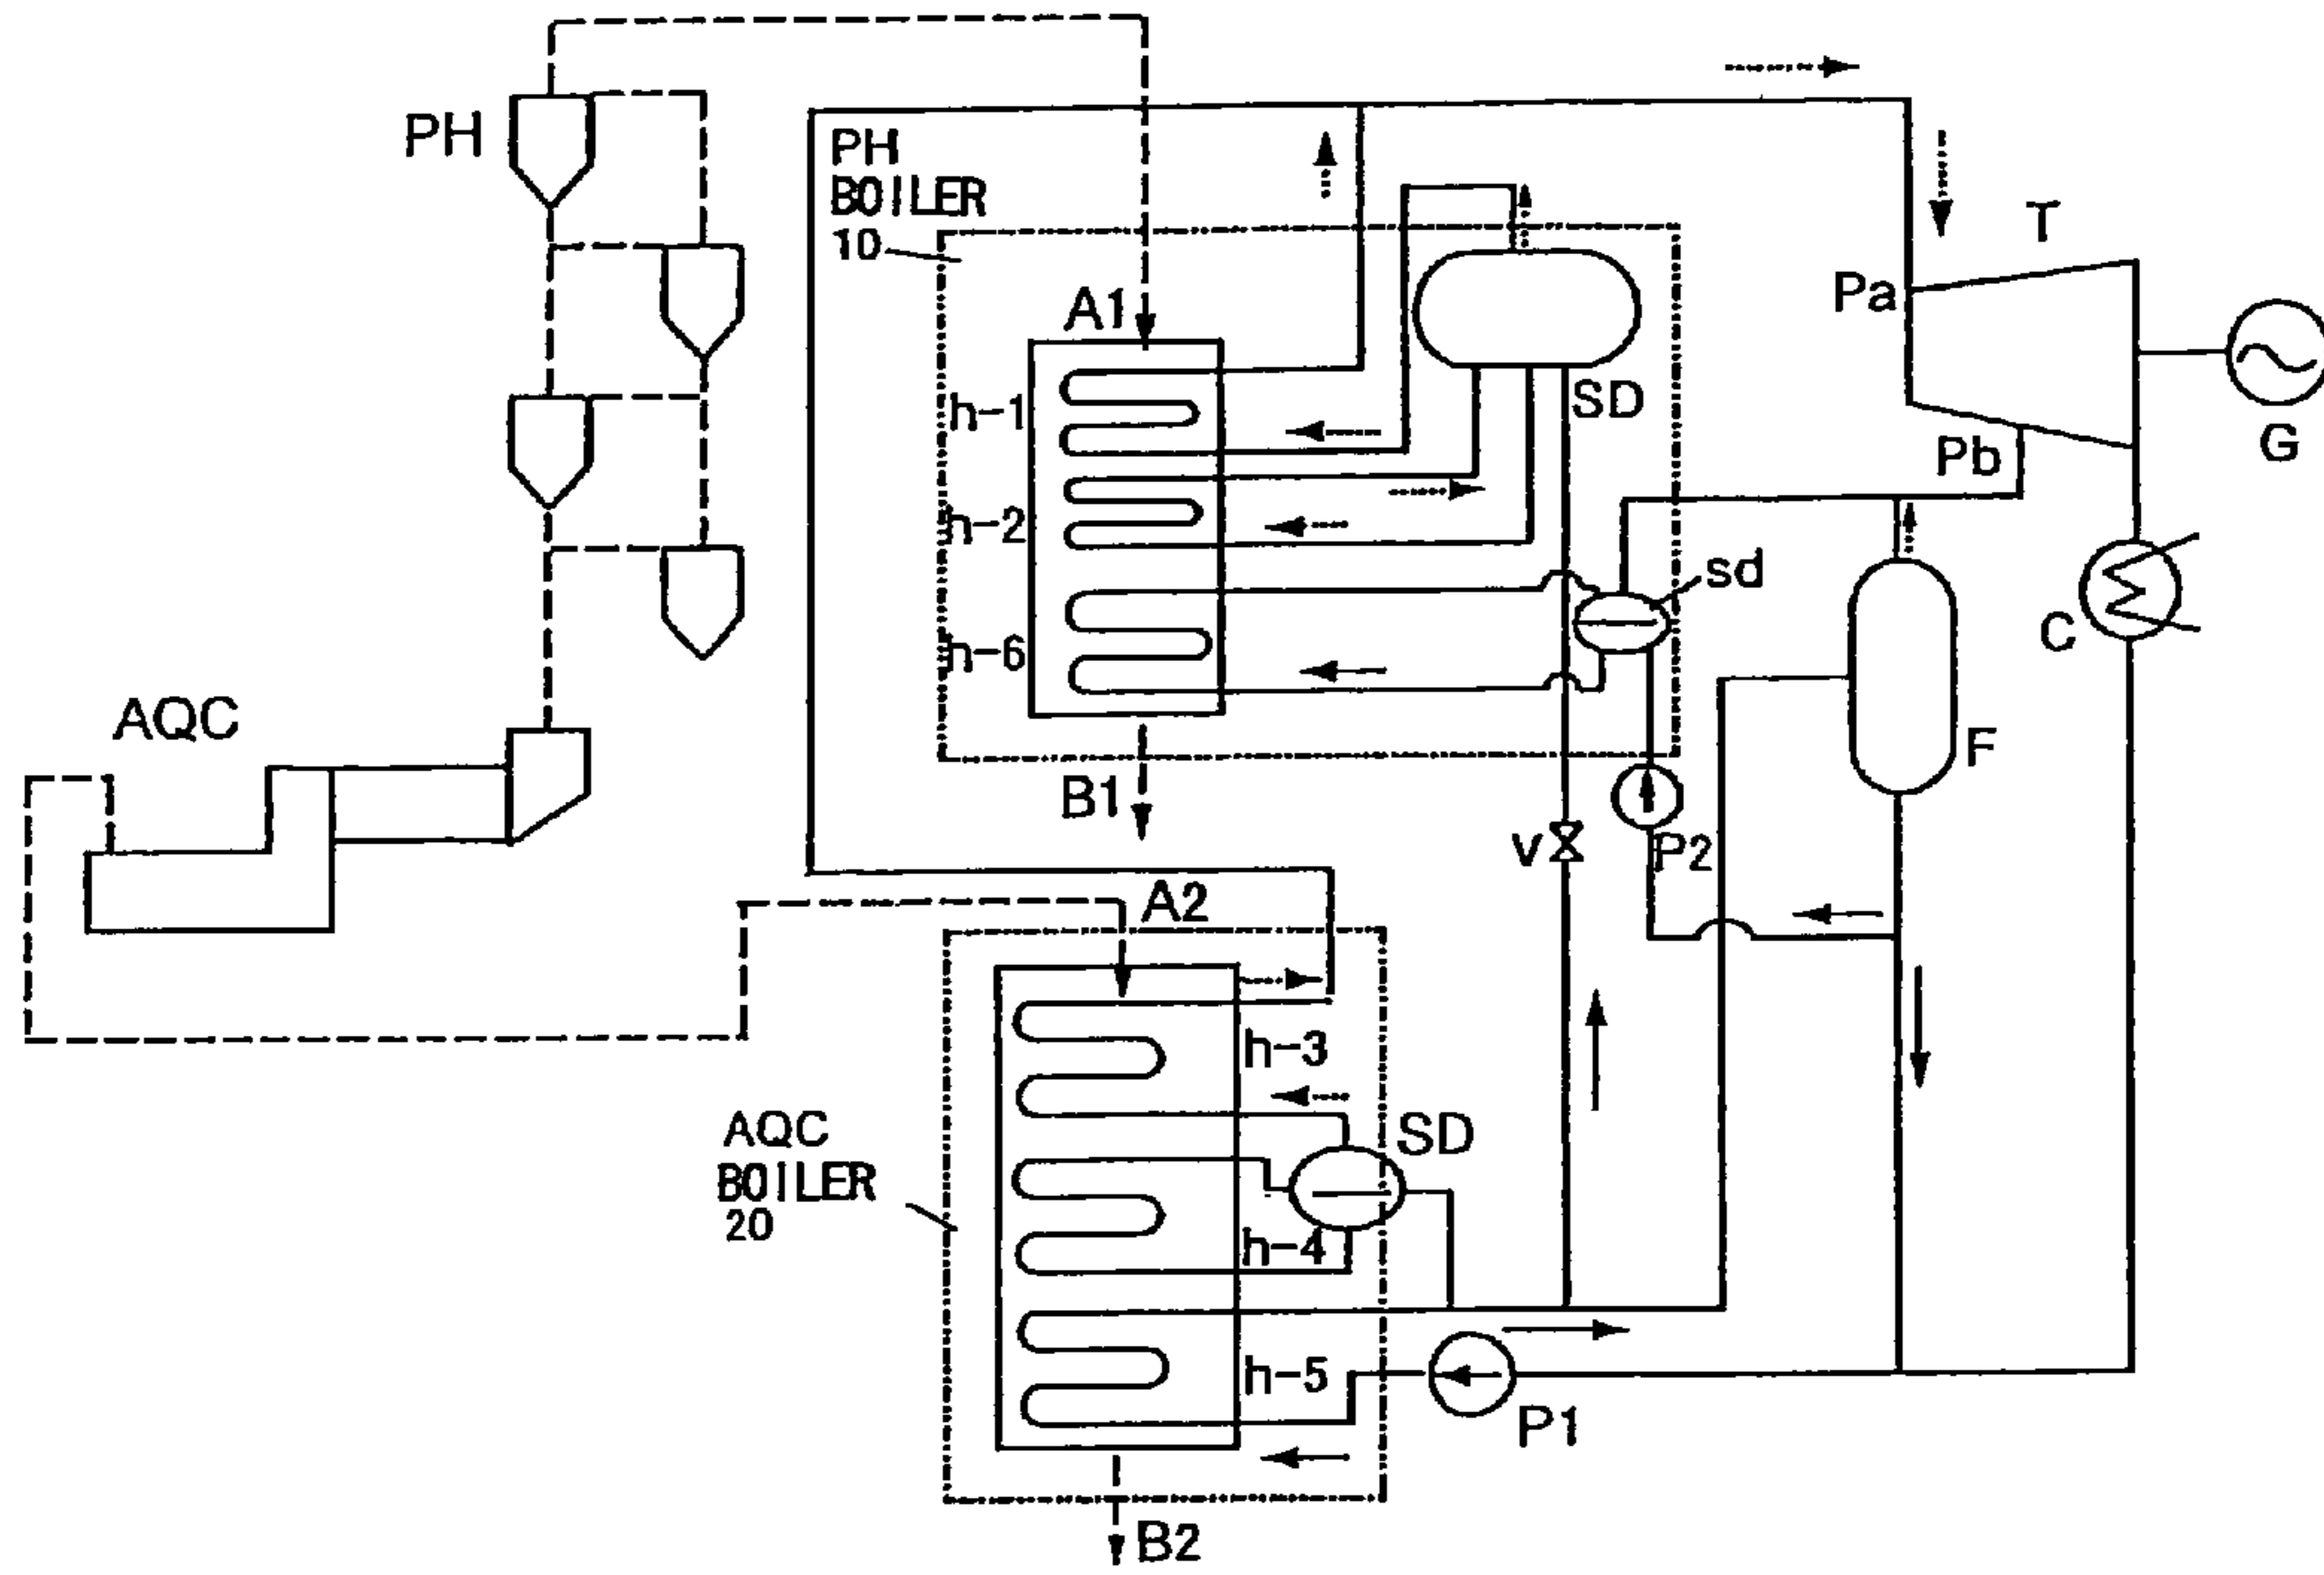 PH
PH
BOILER
10
T
A1
Pa
h-1
SD
G
Pb
h-2
sd
C
h-6
AQC
F
B1
v
P2
A2
h-3
AQC
BOILER
20
SD
h-4
h-5
P1
B2